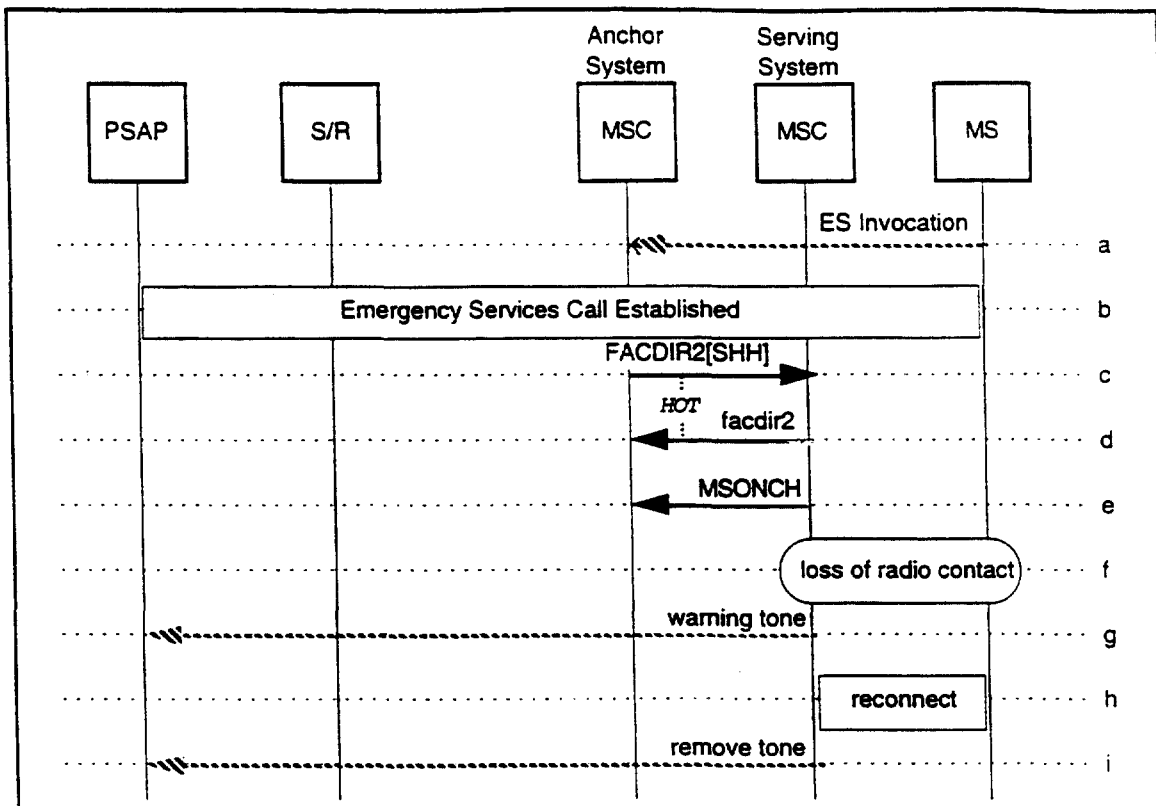 Anchor System
Serving System
PSAP
S/R
MSC
MSC
MS
ES Invocation
a
Emergency Services Call Established
b
FACDIR2[SHH]
c
HOT
facdir2
d
MSONCH
e
loss of radio contact
f
warning tone
g
reconnect
h
remove tone
i